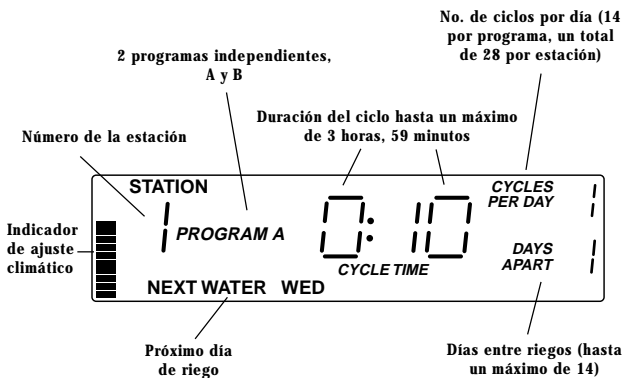 No. de ciclos por día (14
por programa, un total
de 28 por estación)
2 programas independientes,
A y B
Duración del ciclo hasta un máximo
de 3 horas, 59 minutos
Número de la estación
STATION
1
PROGRAM A
0:10
CYCLE TIME
CYCLES
PER DAY
1
DAYS
APART
1
NEXT WATER WED
Indicador
de ajuste
climático
Próximo día
de riego
Días entre riegos (hasta
un máximo de 14)